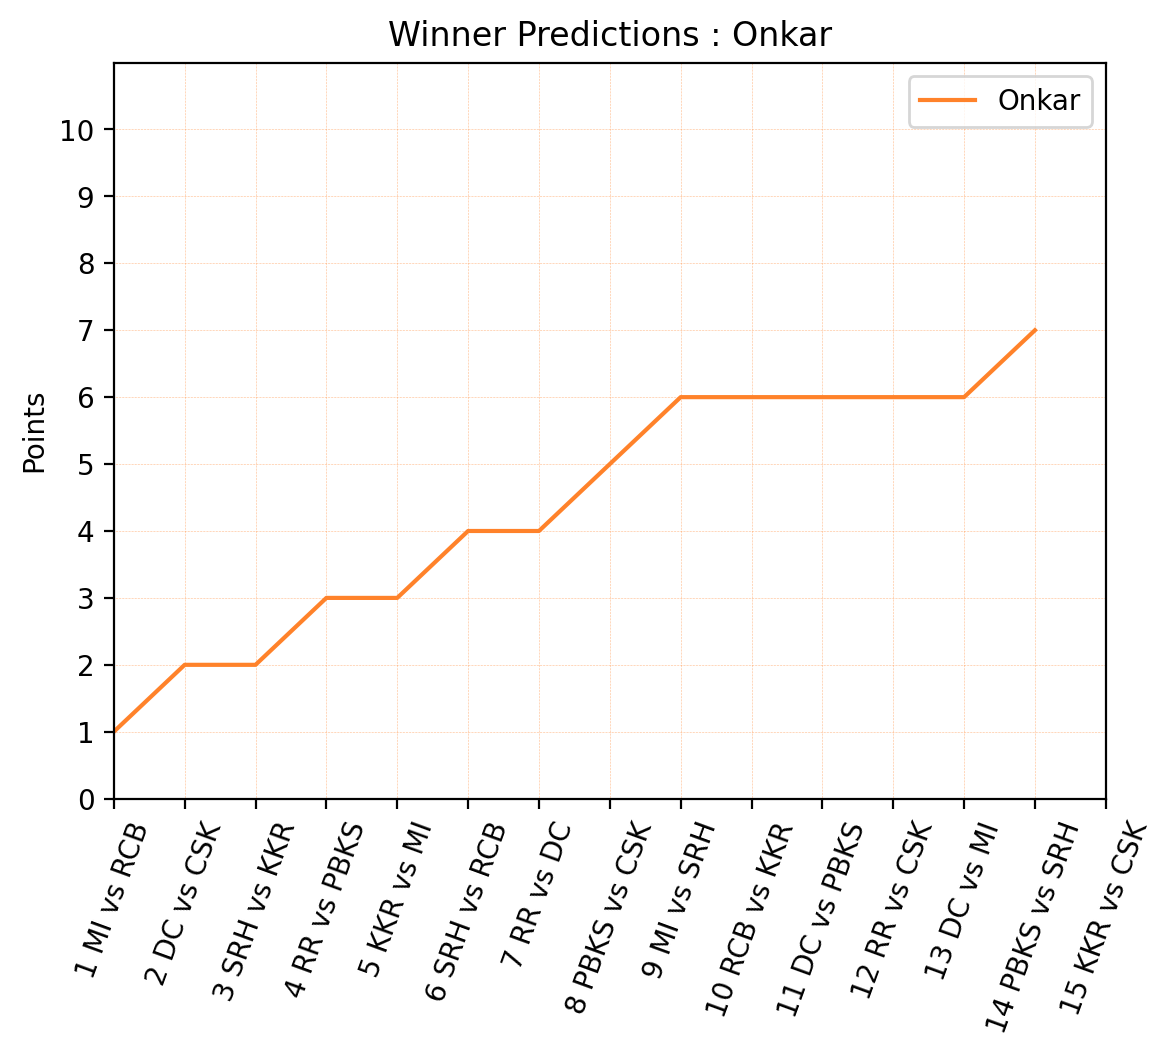 Winner Predictions : Onkar
Onkar
10
9
8
7
6
5
4
3
2
1
0
Points
1 MI vs RCB
2 DC vs CSK
3 SRH vs KKR
4 RR vs PBKS
5 KKR vs MI
6 SRH vs RCB
7 RR vs DC
8 PBKS vs CSK
9 MI vs SRH
10 RCB vs KKR
11 DC vs PBKS
12 RR vs CSK
13 DC vs MI
14 PBKS vs SRH
15 KKR vs CSK